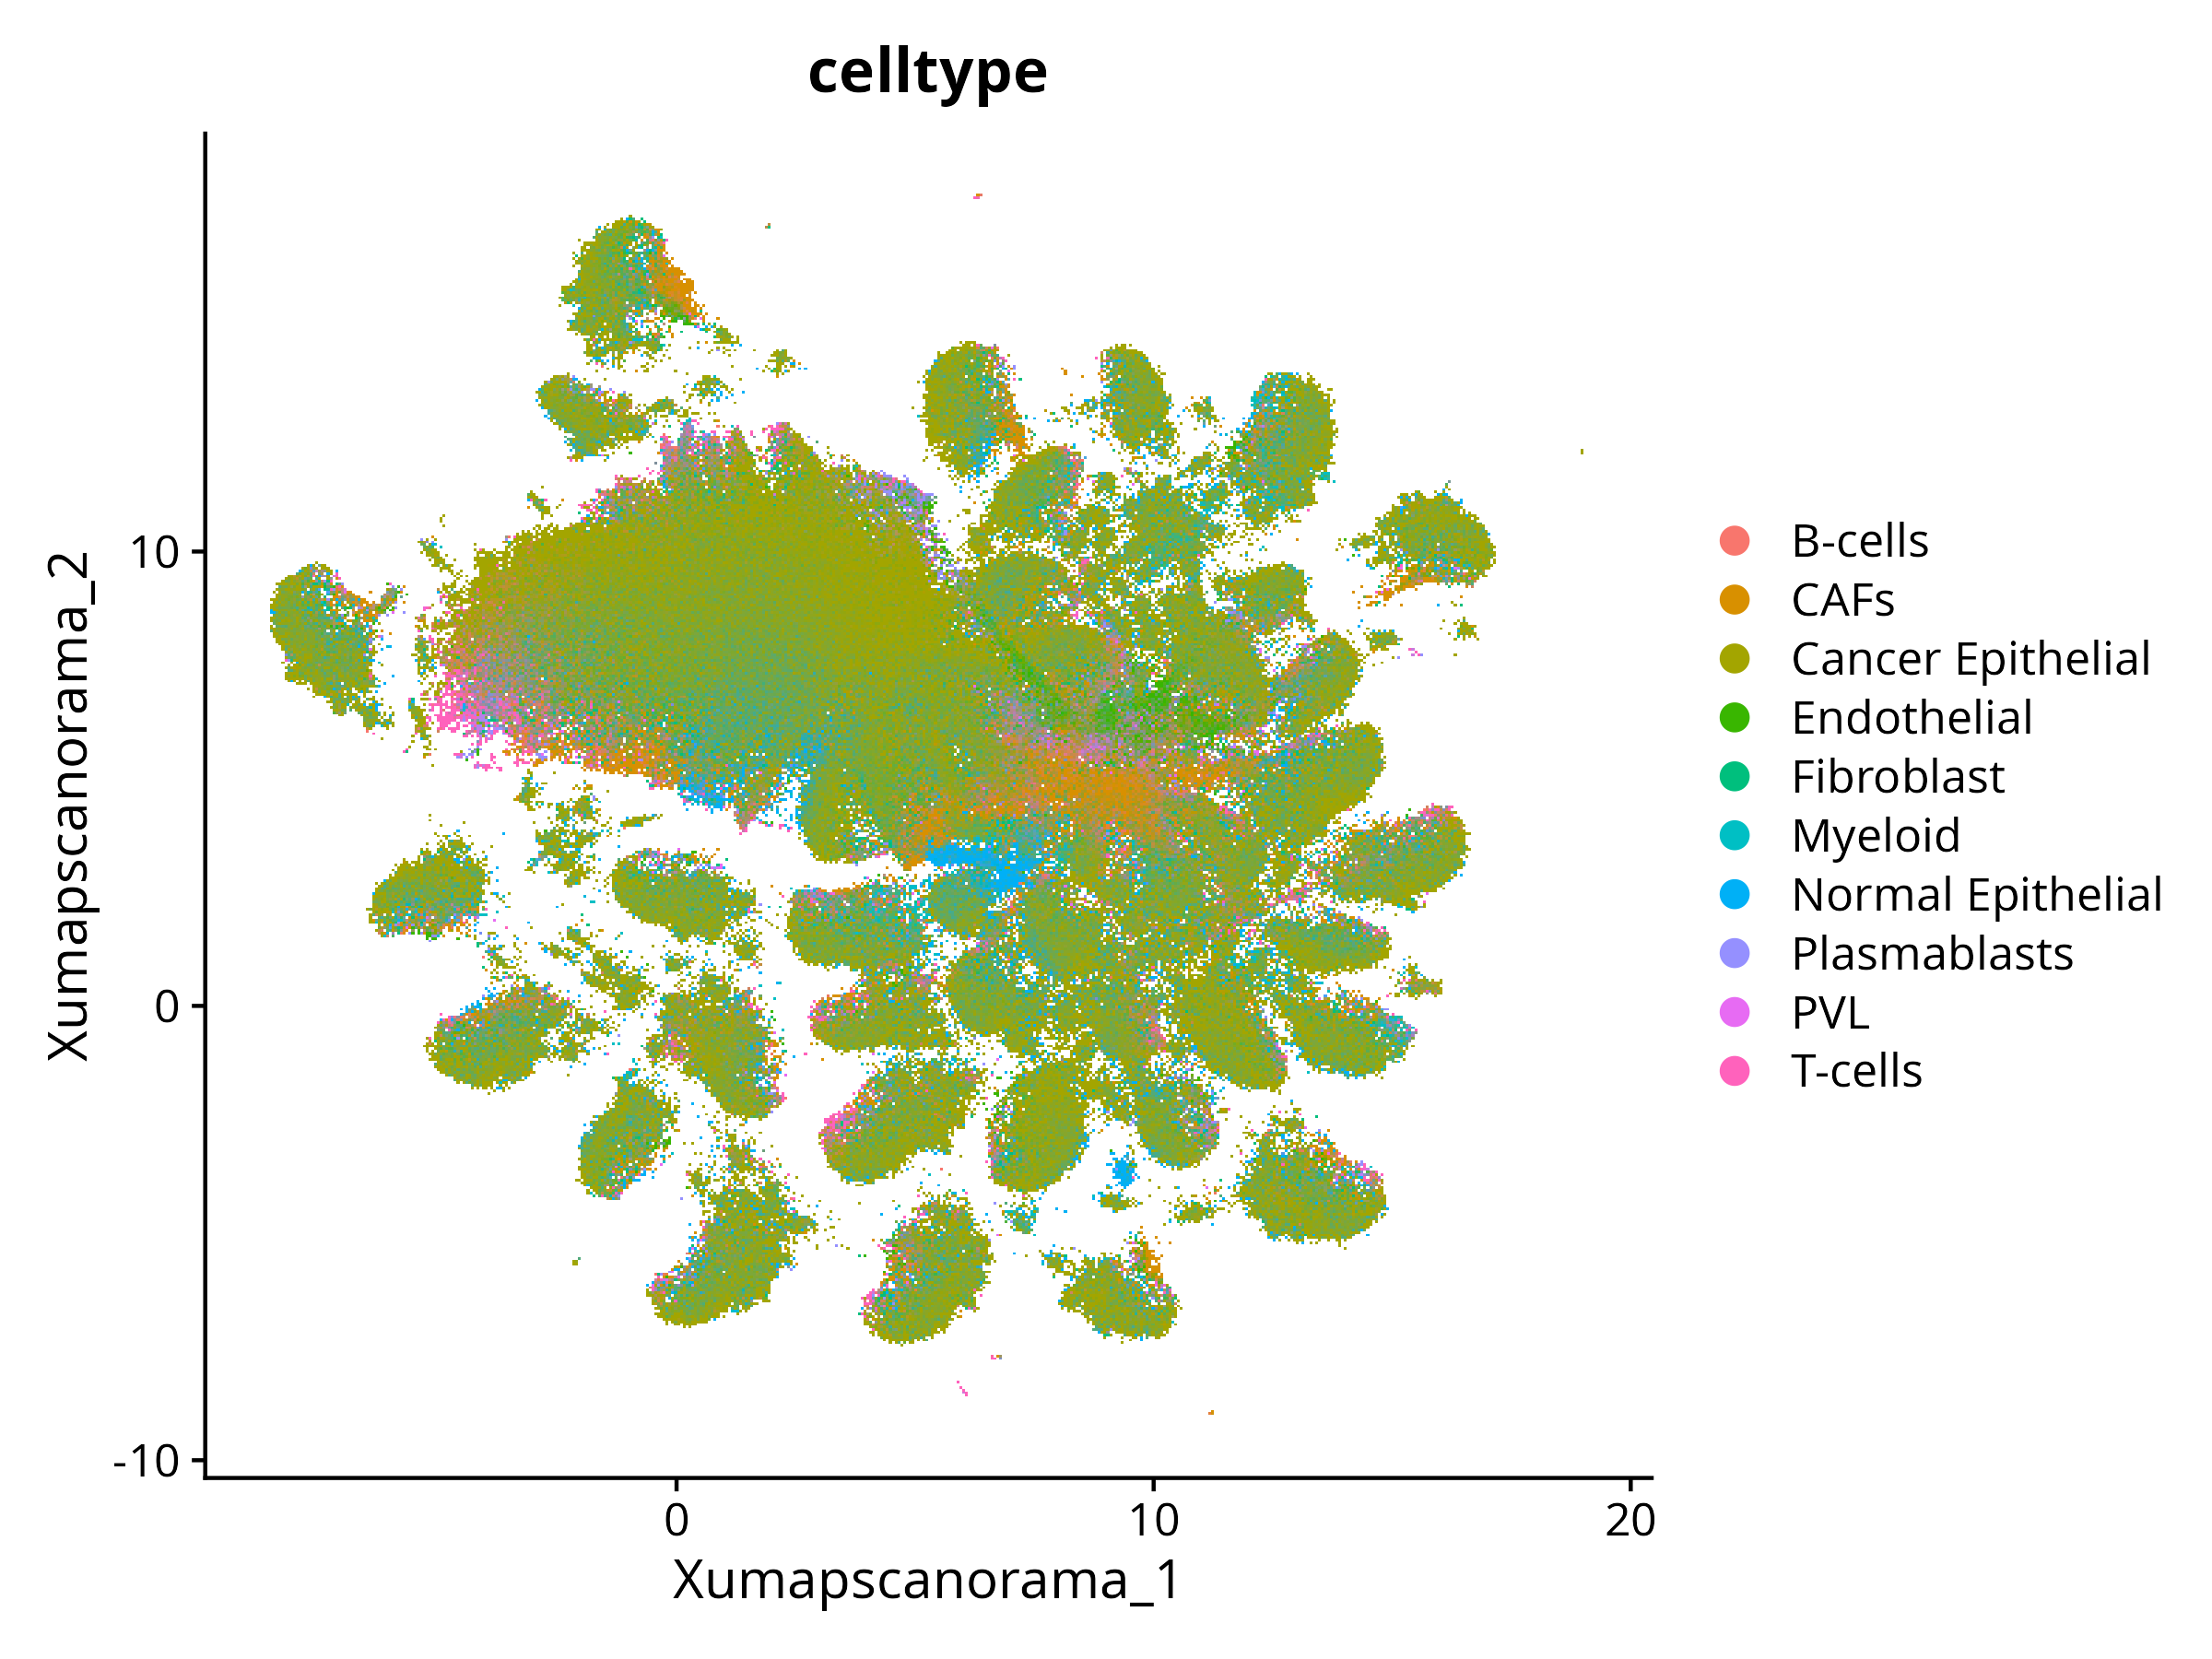 celltype
Xumapscanorama_2
10
0
-10
0
10
20
Xumapscanorama_1
B-cells
CAFs
Cancer Epithelial
Endothelial
Fibroblast
Myeloid
Normal Epithelial
Plasmablasts
PVL
T-cells